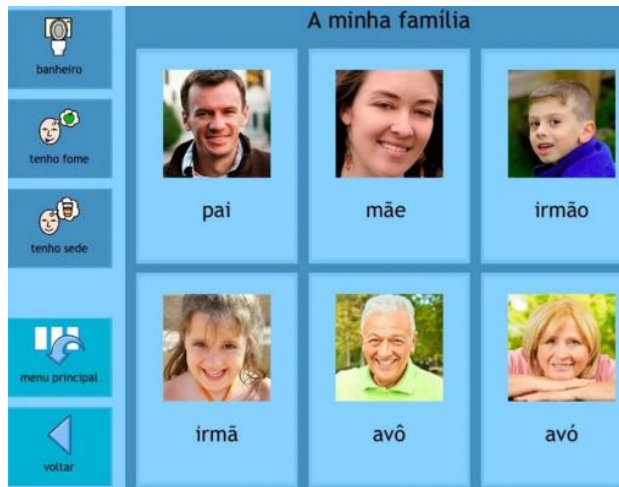 A minha família
banheiro
tenho fome
tenho sede
menu principal
voltar
pai
mãe
irmão
irmã
avô
avó